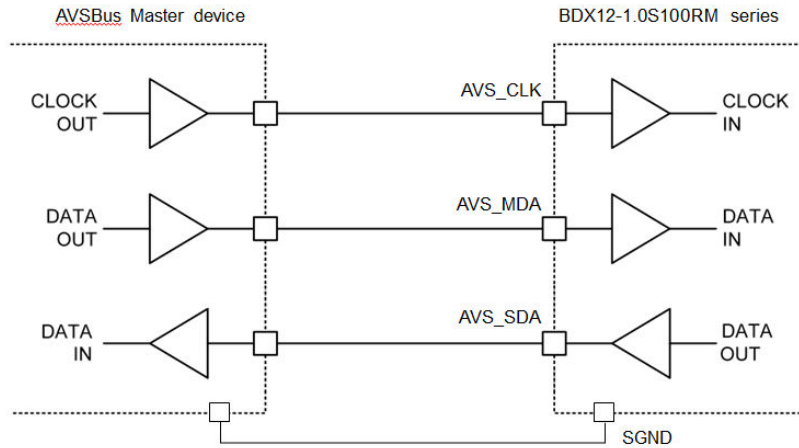 AVSBus Master device
BDX12-1.0S100RM series
AVS_CLK
CLOCK
OUT
CLOCK
IN
AVS_MDA
DATA
OUT
DATA
IN
AVS_SDA
DATA
IN
DATA
OUT
SGND